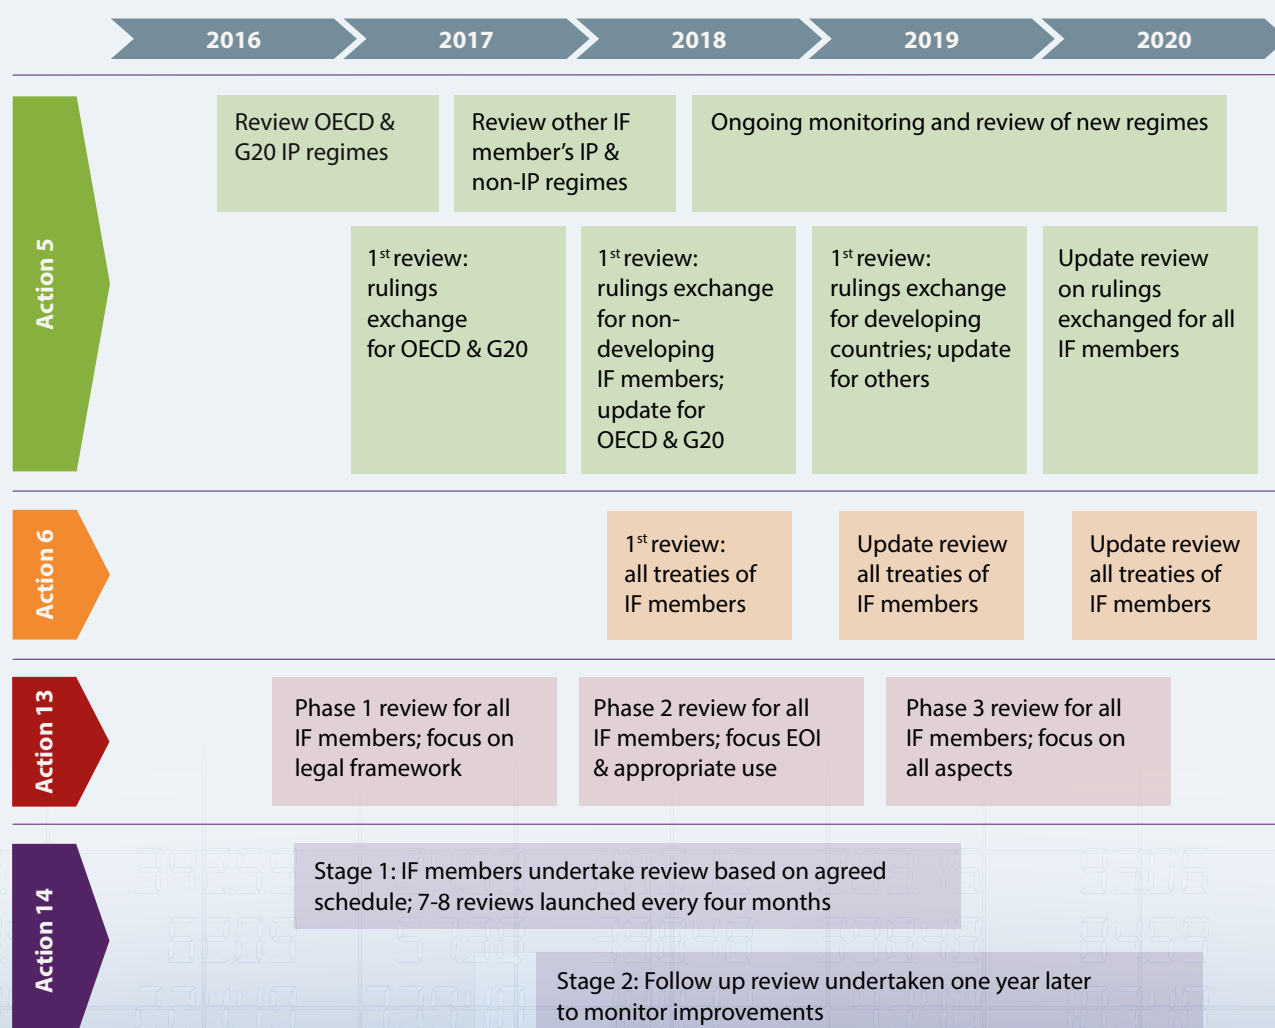 2016
2017
2018
2019
2020
Action 5
Review OECD &
G20 IP regimes
Review other IF
member’s IP &
non-IP regimes
Ongoing monitoring and review of new regimes
1st review:
rulings
exchange
for OECD & G20
1st review:
rulings exchange
for non-
developing
IF members;
update for
OECD & G20
1st review:
rulings exchange
for developing
countries; update
for others
Update review
on rulings
exchanged for all
IF members
Action 6
1st review:
all treaties of
IF members
Update review
all treaties of
IF members
Update review
all treaties of
IF members
Action 13
Phase 1 review for all
IF members; focus on
legal framework
Phase 2 review for all
IF members; focus EOI
& appropriate use
Phase 3 review for all
IF members; focus on
all aspects
Action 14
Stage 1: IF members undertake review based on agreed
schedule; 7-8 reviews launched every four months
Stage 2: Follow up review undertaken one year later
to monitor improvements